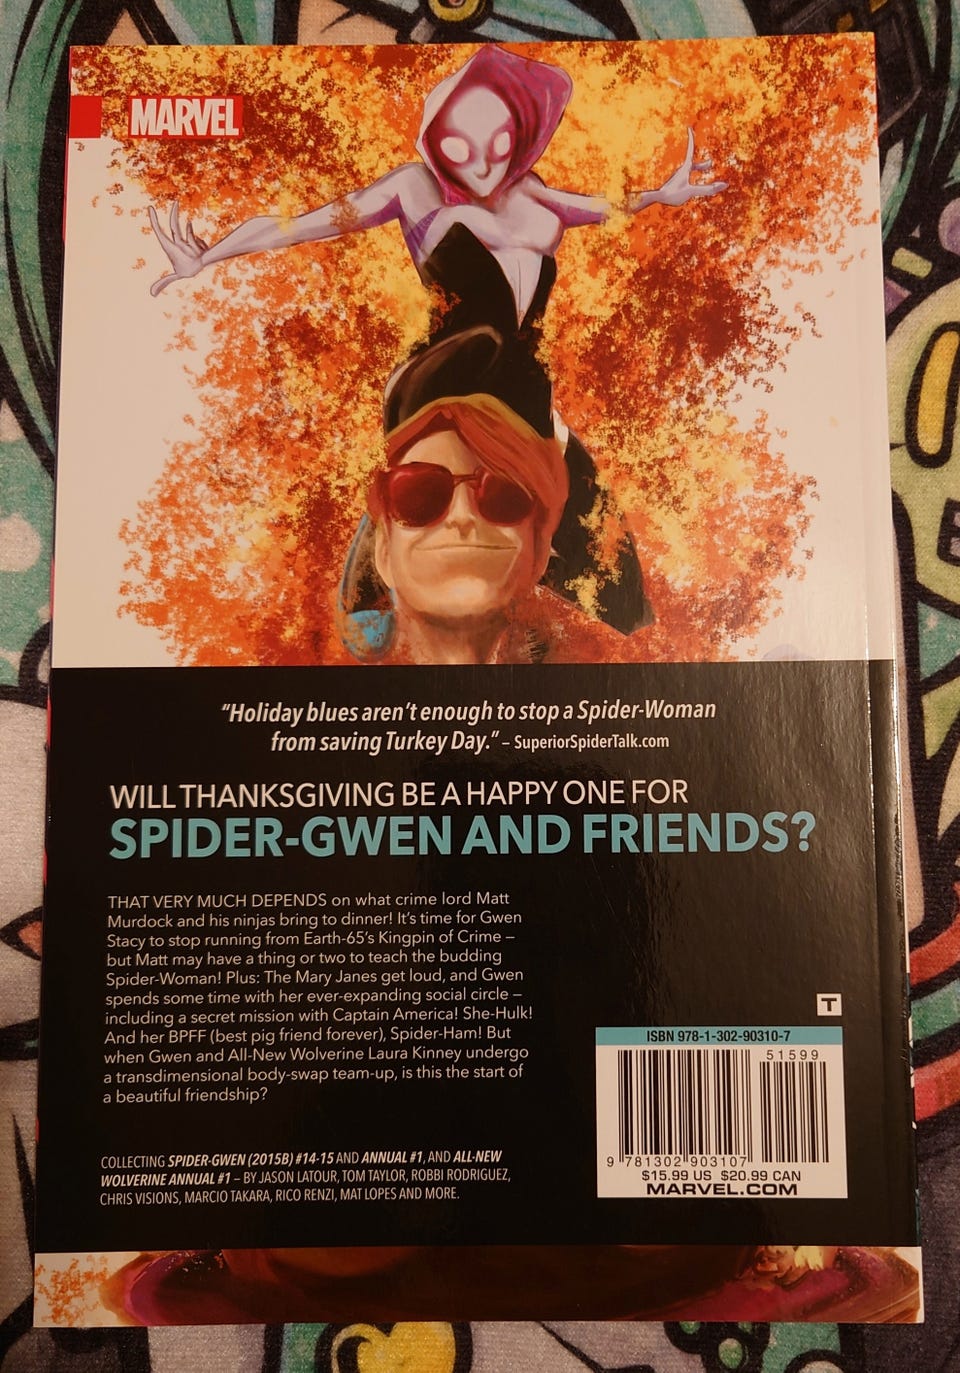 MARVEL
“Holiday blues aren’t enough to stop a Spider-Woman
from saving Turkey Day.” – SuperiorSpiderTalk.com
WILL THANKSGIVING BE A HAPPY ONE FOR
SPIDER-GWEN AND FRIENDS?
THAT VERY MUCH DEPENDS on what crime lord Matt
Murdock and his ninjas bring to dinner! It’s time for Gwen
Stacy to stop running from Earth-65’s Kingpin of Crime –
but Matt may have a thing or two to teach the budding
Spider-Woman! Plus: The Mary Janes get loud, and Gwen
spends some time with her ever-expanding social circle –
including a secret mission with Captain America! She-Hulk!
And her BPFF (best pig friend forever), Spider-Ham! But
when Gwen and All-New Wolverine Laura Kinney undergo
a transdimensional body-swap team-up, is this the start of
a beautiful friendship?
COLLECTING SPIDER-GWEN (2015B) #14-15 AND ANNUAL #1, AND ALL-NEW
WOLVERINE ANNUAL #1 – BY JASON LATOUR, TOM TAYLOR, ROBBI RODRIGUEZ,
CHRIS VISIONS, MARCIO TAKARA, RICO RENZI, MAT LOPES AND MORE.
T
ISBN 978-1-302-90310-7
51599
9 781302 903107
$15.99 US $20.99 CAN
MARVEL.COM